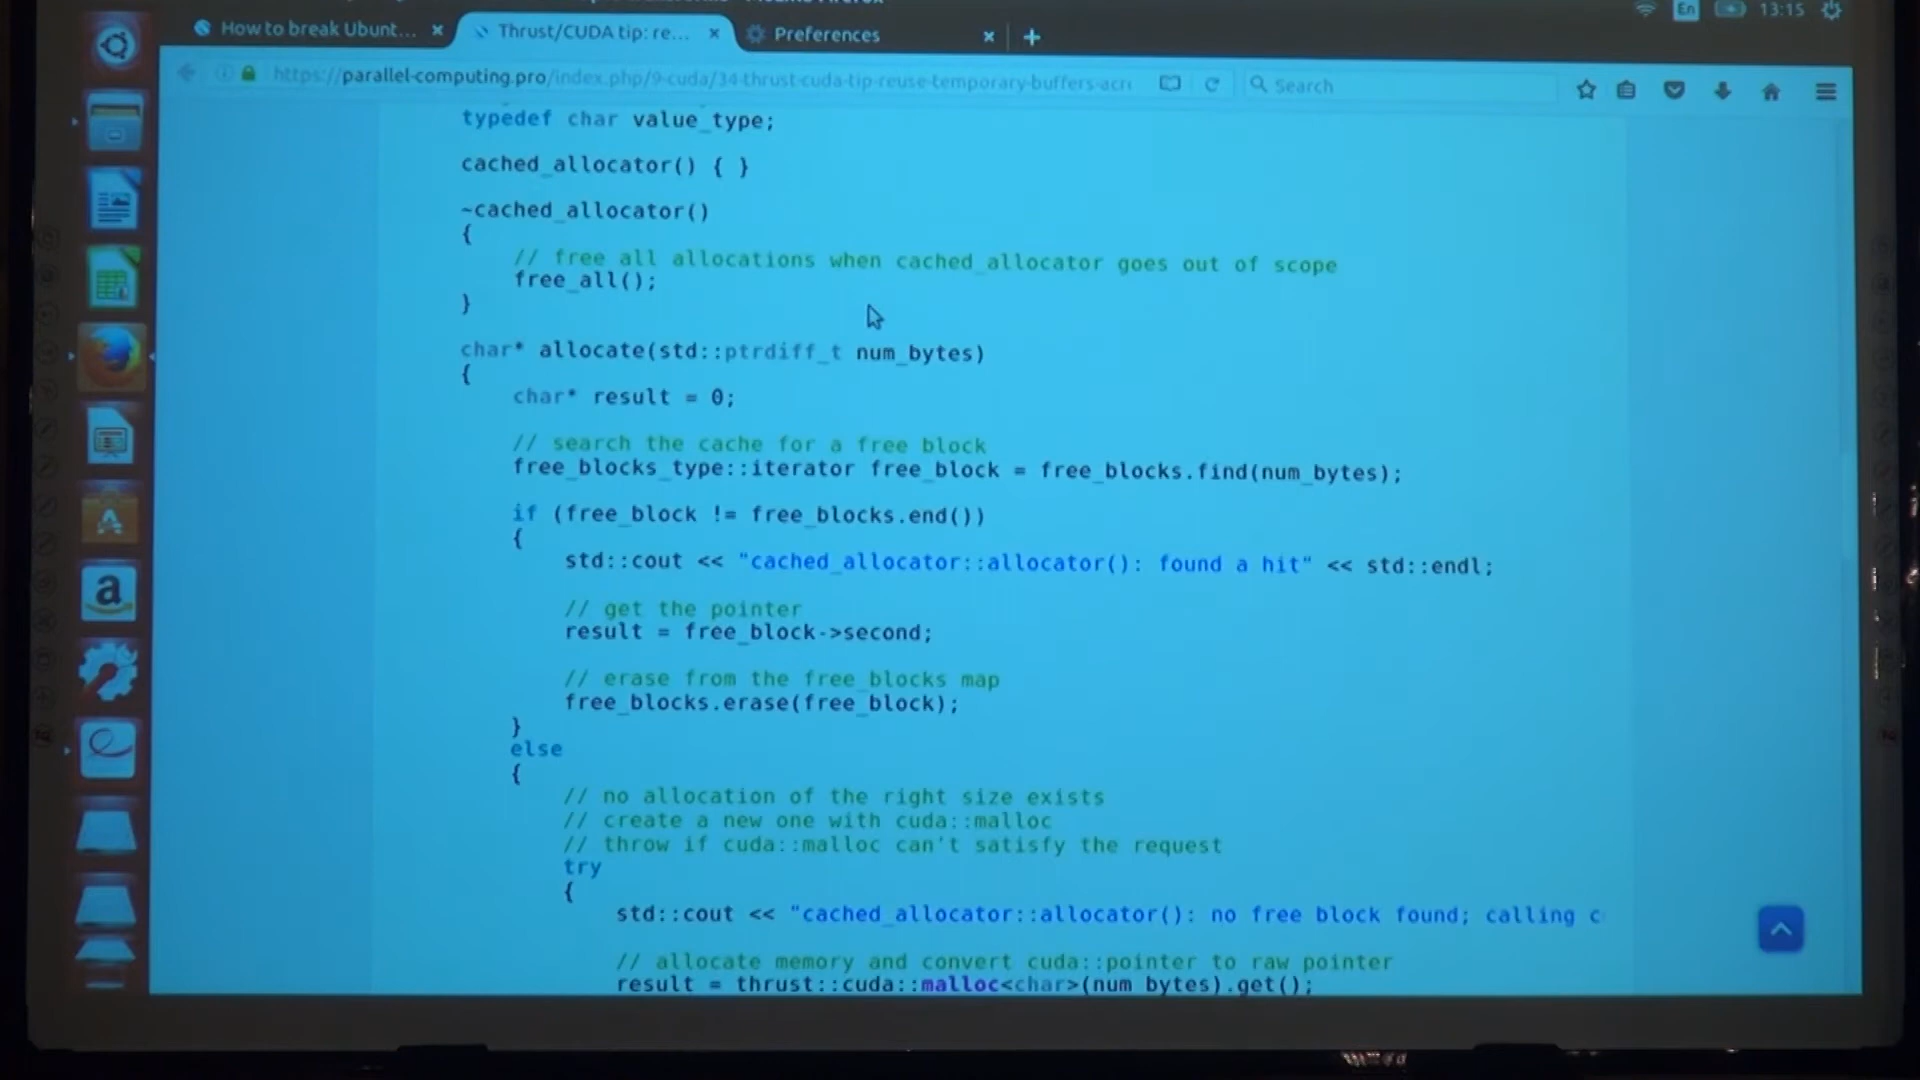 En
13:15
How to break Ubunt...
Thrust/CUDA tip: re...
Preferences
https://parallel-computing.pro/index.php/9-cuda/34-thrust-cuda-tip-reuse-temporary-buffers-acr
Search
typedef char value_type;
cached_allocator() { }
~cached_allocator()
{
// free all allocations when cached_allocator goes out of scope
free_all();
}
char* allocate(std::ptrdiff_t num_bytes)
{
char* result = 0;
// search the cache for a free block
free_blocks_type::iterator free_block = free_blocks.find(num_bytes);
if (free_block != free_blocks.end())
{
std::cout << "cached_allocator::allocator(): found a hit" << std::endl;
// get the pointer
result = free_block->second;
// erase from the free_blocks map
free_blocks.erase(free_block);
}
else
{
// no allocation of the right size exists
// create a new one with cuda::malloc
// throw if cuda::malloc can't satisfy the request
try
{
std::cout << "cached_allocator::allocator(): no free block found; calling c
// allocate memory and convert cuda::pointer to raw pointer
result = thrust::cuda::malloc<char>(num_bytes).get();